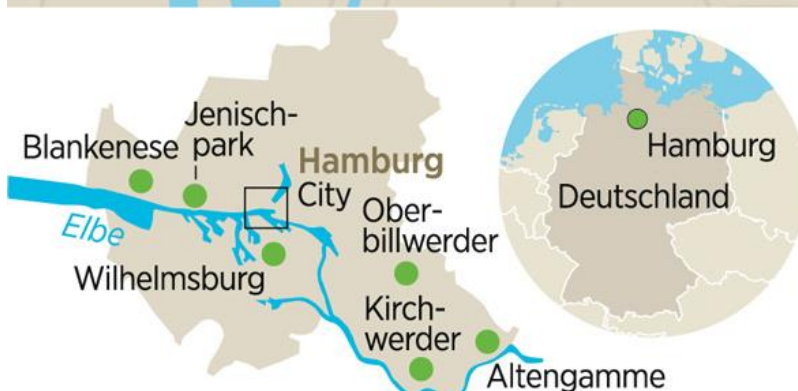 Jenisch-
park
Blankenese
Hamburg
City
Elbe
Ober-
billwerder
Wilhelmsburg
Kirch-
werder
Altengamme
Hamburg
Deutschland